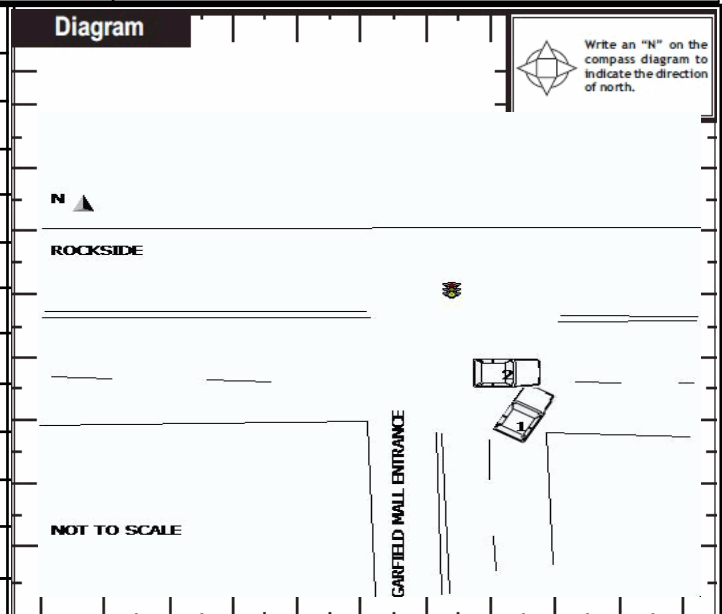 Diagram
Write an “N” on the
compass diagram to
indicate the direction
of north.
N
ROCKSIDE
2
1
GARFIELD MALL ENTRANCE
NOT TO SCALE